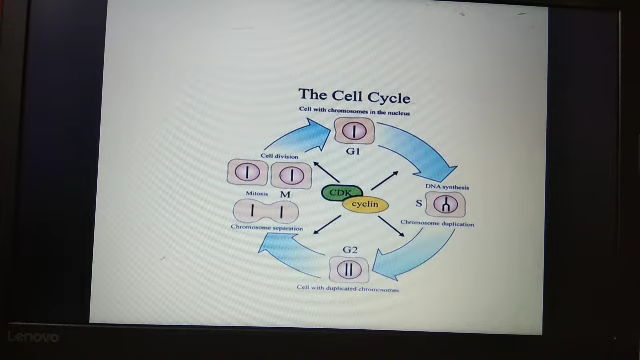 The Cell Cycle
Cell with chromosomes in the nucleus
G1
Cell division
DNA synthesis
Mitosis M
CDK
cyclin
S
Chromosome duplication
Chromosome separation
G2
Cell with duplicated chromosomes
Lenovo